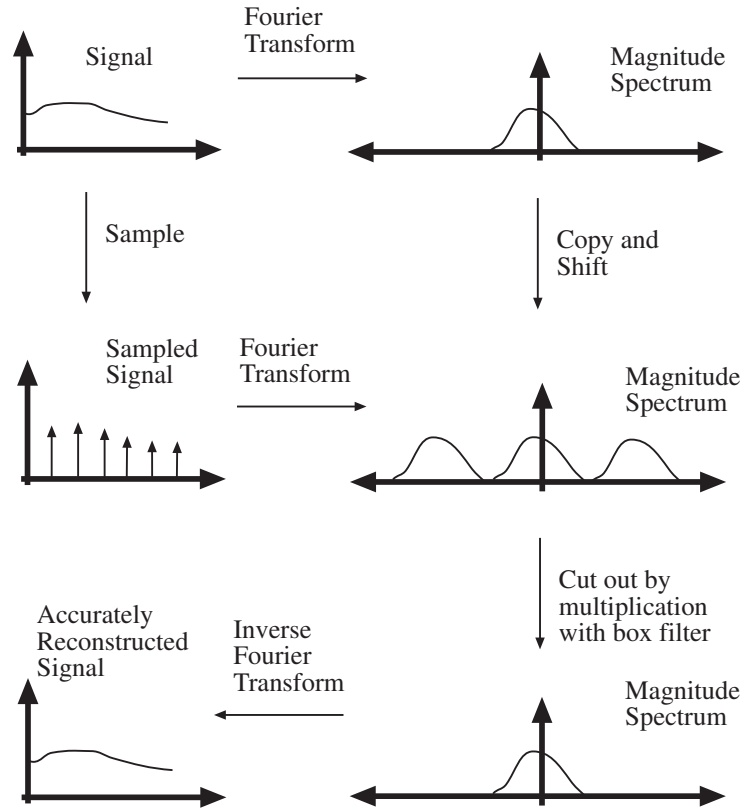 Fourier
Transform
Signal
Magnitude
Spectrum
Sample
Copy and
Shift
Sampled
Signal
Fourier
Transform
Magnitude
Spectrum
Cut out by
multiplication
with box filter
Accurately
Reconstructed
Signal
Inverse
Fourier
Transform
Magnitude
Spectrum